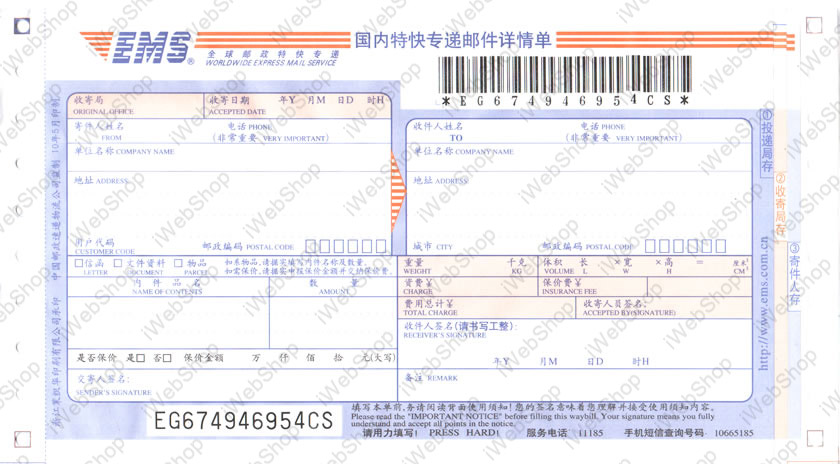 EMS®
全球邮政特快专递
WORLDWIDE EXPRESS MAIL SERVICE
国内特快专递邮件详情单
*EG674946954CS*
收寄局
ORIGINAL OFFICE
收寄日期 年Y 月M 日D 时H
ACCEPTED DATE
寄件人姓名
FROM
电话 PHONE
(非常重要 VERY IMPORTANT)
单位名称 COMPANY NAME
地址 ADDRESS
用户代码
CUSTOMER CODE
邮政编码 POSTAL CODE
收件人姓名
TO
电话 PHONE
(非常重要 VERY IMPORTANT)
单位名称 COMPANY NAME
地址 ADDRESS
城市 CITY
邮政编码 POSTAL CODE
信函 文件资料 物品
LETTER DOCUMENT PARCEL
如系物品,请据实填写内件名称及数量,
如需保价,请据实申报保价金额并交纳保价费。
内件品名
NAME OF CONTENTS
数量
AMOUNT
是否保价 是 否 保价金额 万 仟 佰 拾 元(大写)
交寄人签名:
SENDER'S SIGNATURE
重量 千克
WEIGHT KG
体积 长 ×宽 ×高 = 厘米³
VOLUME L W H CM³
资费¥
CHARGE
保价费¥
INSURANCE FEE
费用总计¥
TOTAL CHARGE
收寄人员签名:
ACCEPTED BY(SIGNATURE)
收件人签名(请书写工整):
RECEIVER'S SIGNATURE
年Y 月M 日D 时H
备注 REMARK
EG674946954CS
填写本单前,务请阅读背面使用须知!您的签名意味着您理解并接受使用须知内容。
Please read the "IMPORTANT NOTICE" before filling this waybill. Your signature means you fully
understand and accept all points in the notice.
请用力填写! PRESS HARD! 服务电话 11185 手机短信查询号码 10665185
①投递局存
②收寄局存
③寄件人存
http://www.ems.com.cn
中国邮政速递物流公司监制 10年5月印制
iWebShop